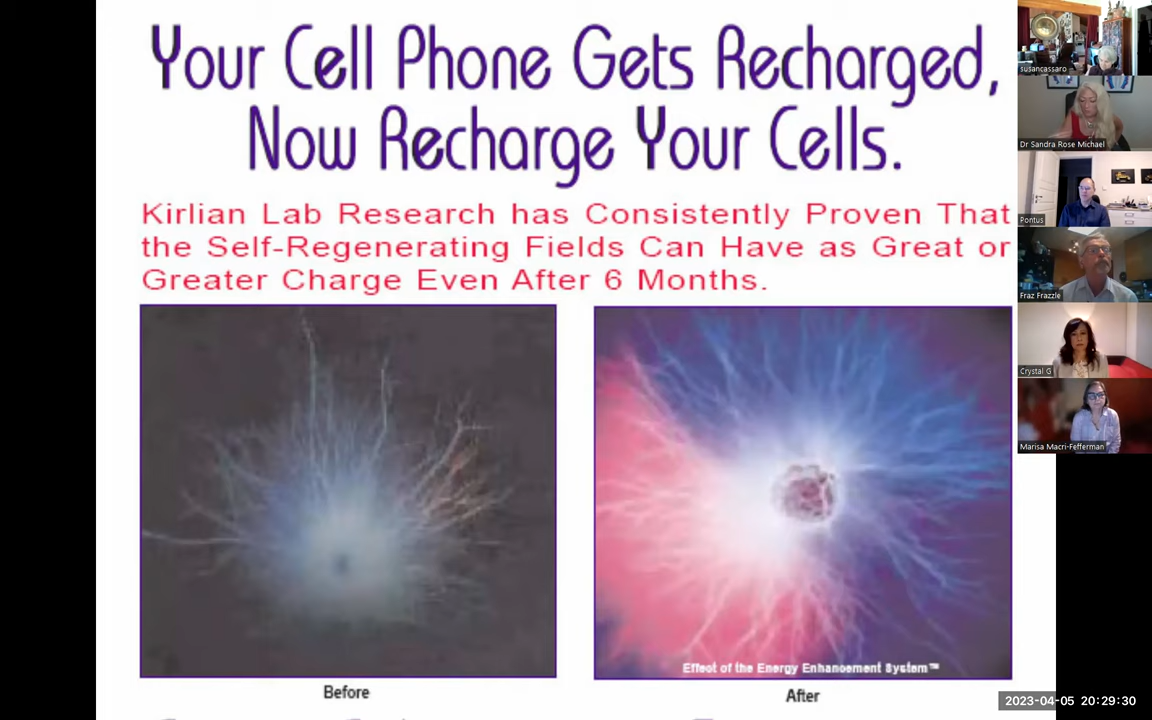 Your Cell Phone Gets Recharged,
Now Recharge Your Cells.
Kirlian Lab Research has Consistently Proven That
the Self-Regenerating Fields Can Have as Great or
Greater Charge Even After 6 Months.
Effect of the Energy Enhancement System™
Before
After
susancassaro
Dr Sandra Rose Michael
Pontus
Fraz Frazzle
Crystal G
Marisa Macri-Fefferman
2023-04-05 20:29:30